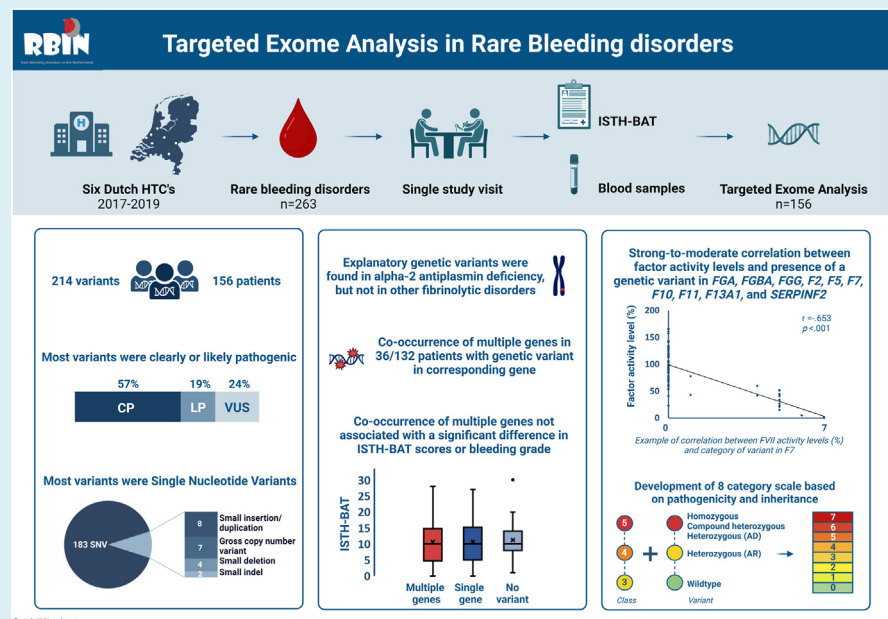 RBIN
Rare Bleeding disorders in the Netherlands
Targeted Exome Analysis in Rare Bleeding disorders
H
Six Dutch HTC's
2017-2019
Rare bleeding disorders
n=263
Single study visit
ISTH-BAT
Blood samples
Targeted Exome Analysis
n=156
214 variants
156 patients
Most variants were clearly or likely pathogenic
57% 19% 24%
CP LP VUS
Most variants were Single Nucleotide Variants
183 SNV
8 Small insertion/
duplication
7 Gross copy number
variant
4 Small deletion
2 Small indel
Explanatory genetic variants were
found in alpha-2 antiplasmin deficiency,
but not in other fibrinolytic disorders
Co-occurrence of multiple genes in
36/132 patients with genetic variant
in corresponding gene
Co-occurrence of multiple genes not
associated with a significant difference in
ISTH-BAT scores or bleeding grade
ISTH-BAT
30
25
20
15
10
5
0
Multiple
genes
Single
gene
No
variant
Strong-to-moderate correlation between
factor activity levels and presence of a
genetic variant in FGA, FGBA, FGG, F2, F5, F7,
F10, F11, F13A1, and SERPINF2
Factor activity level (%)
200
150
100
50
0
r =-.653
p<.001
0 7
Example of correlation between FVII activity levels (%)
and category of variant in F7
Development of 8 category scale based
on pathogenicity and inheritance
5
4
3
Class
+
Homozygous
Compound heterozygous
Heterozygous (AD)
Heterozygous (AR)
Wildtype
Variant
7
6
5
4
3
2
1
0